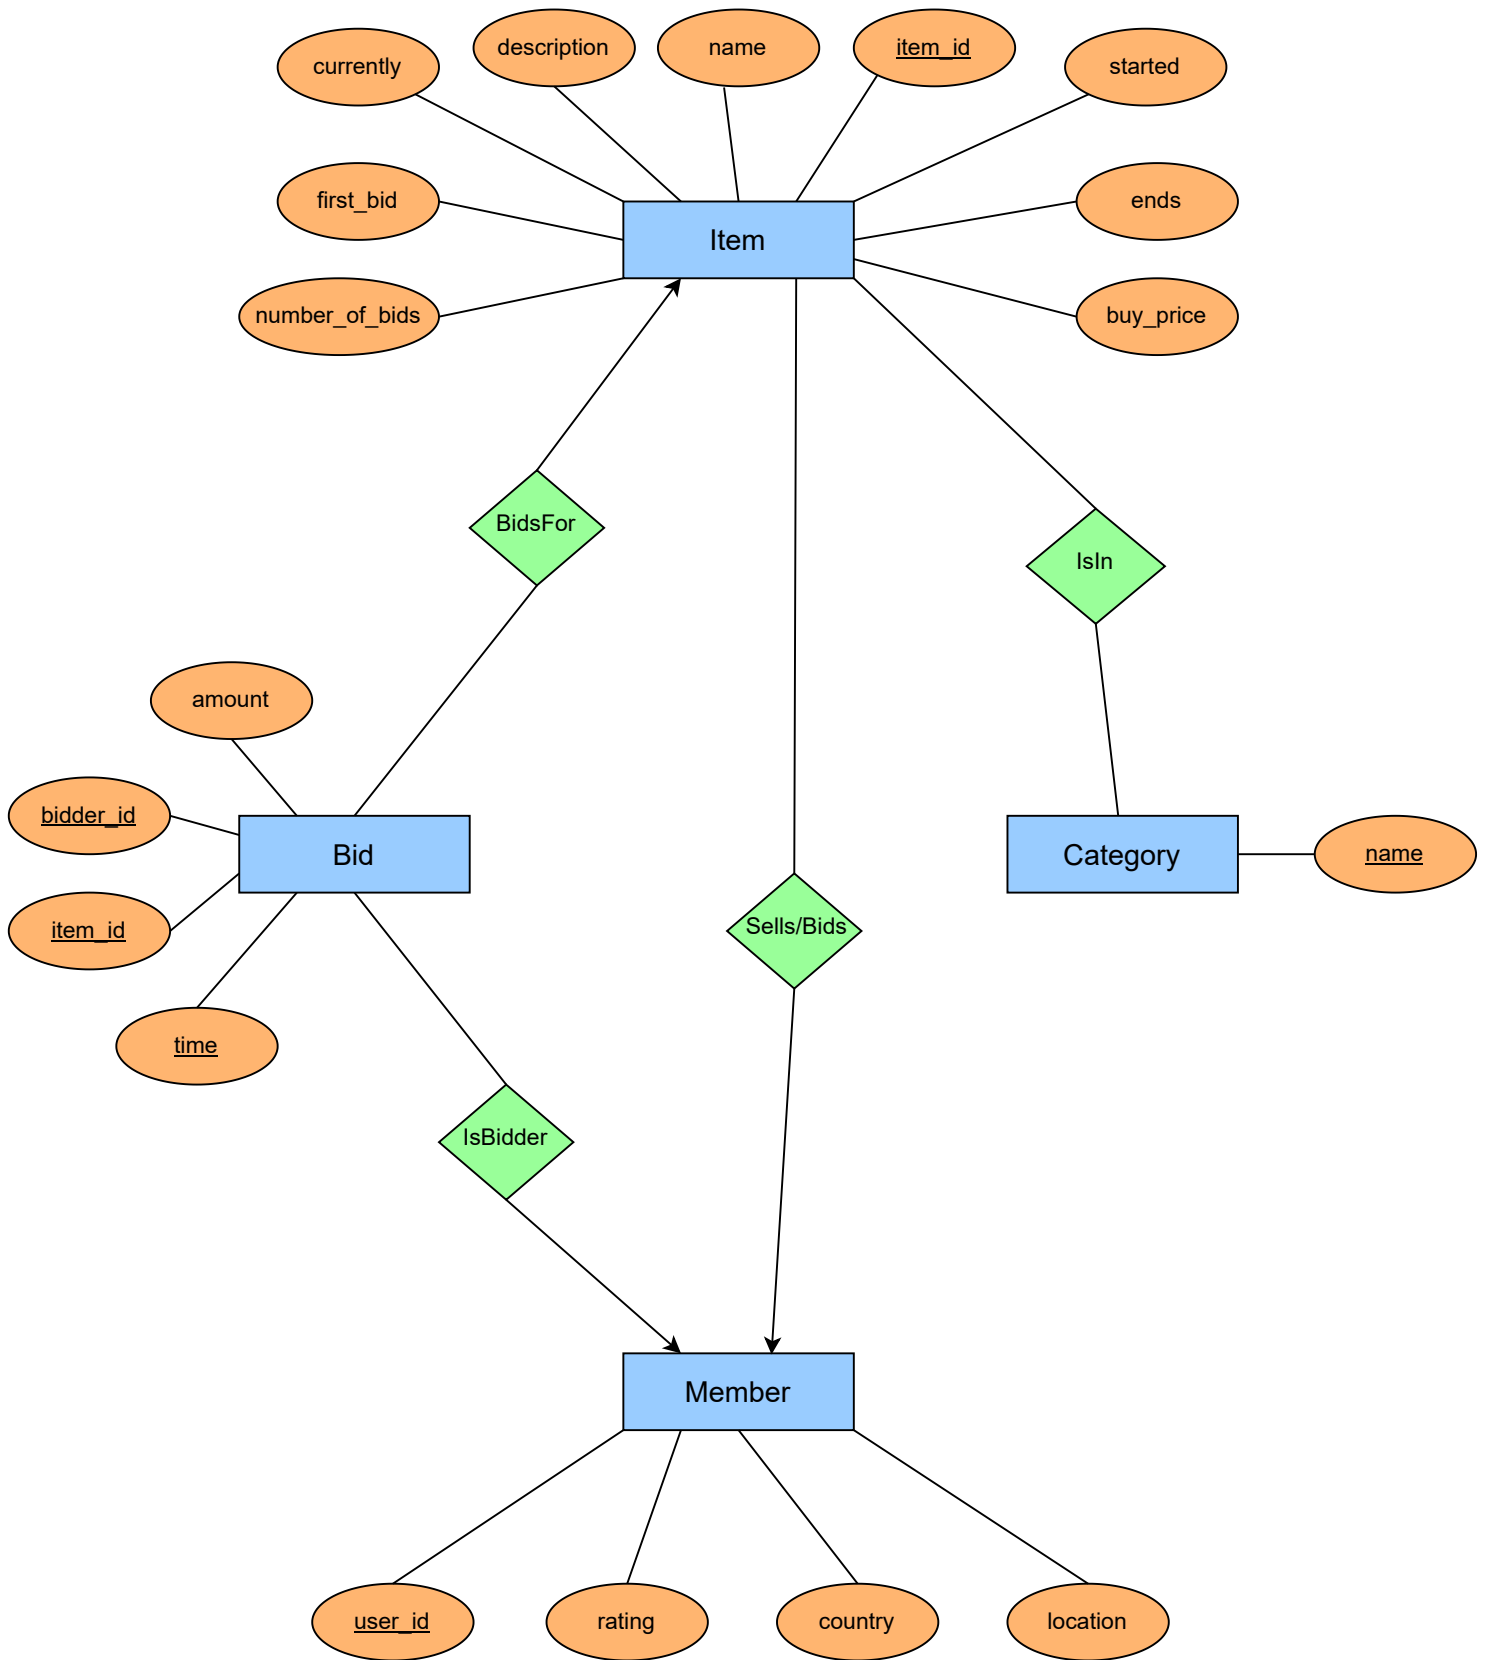 description
name
item_id
currently
started
first_bid
ends
Item
number_of_bids
buy_price
BidsFor
IsIn
amount
bidder_id
Bid
Category
name
item_id
Sells/Bids
time
IsBidder
Member
user_id
rating
country
location